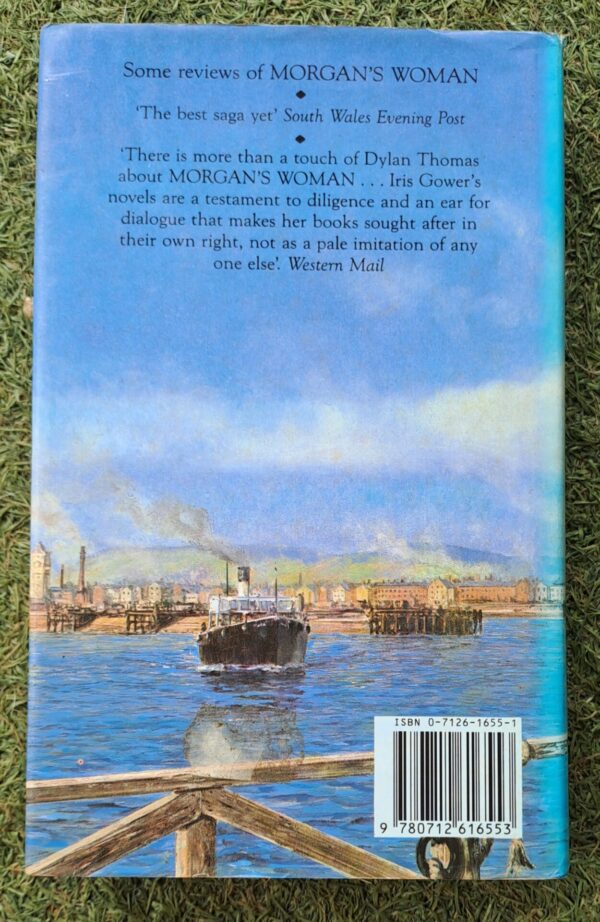 Some reviews of MORGAN'S WOMAN
'The best saga yet' South Wales Evening Post
'There is more than a touch of Dylan Thomas
about MORGAN'S WOMAN . . . Iris Gower's
novels are a testament to diligence and an ear for
dialogue that makes her books sought after in
their own right, not as a pale imitation of any
one else'. Western Mail
ISBN 0-7126-1655-1
9 780712 616553